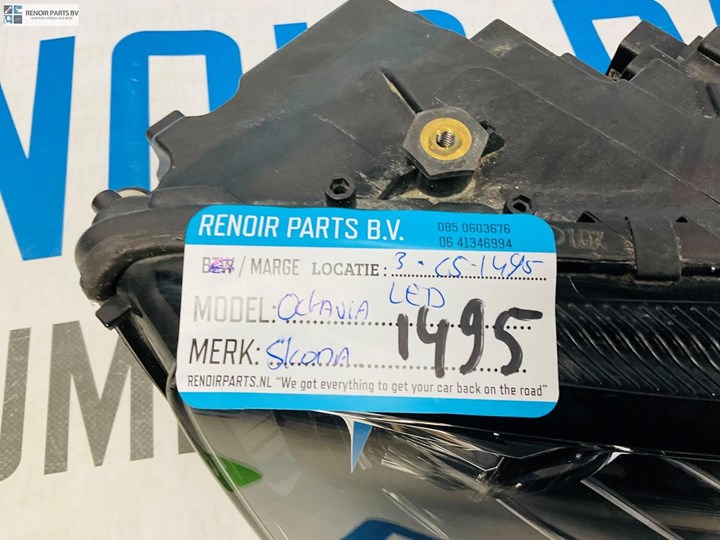 RENOIR PARTS BV
RENOIR PARTS B.V.
085 0603676
06 41346994
/ MARGE LOCATIE: 3-CS-1495
MODEL: Octavia LED
MERK: Skoda 1495
RENOIRPARTS.NL “We got everything to get your car back on the road”